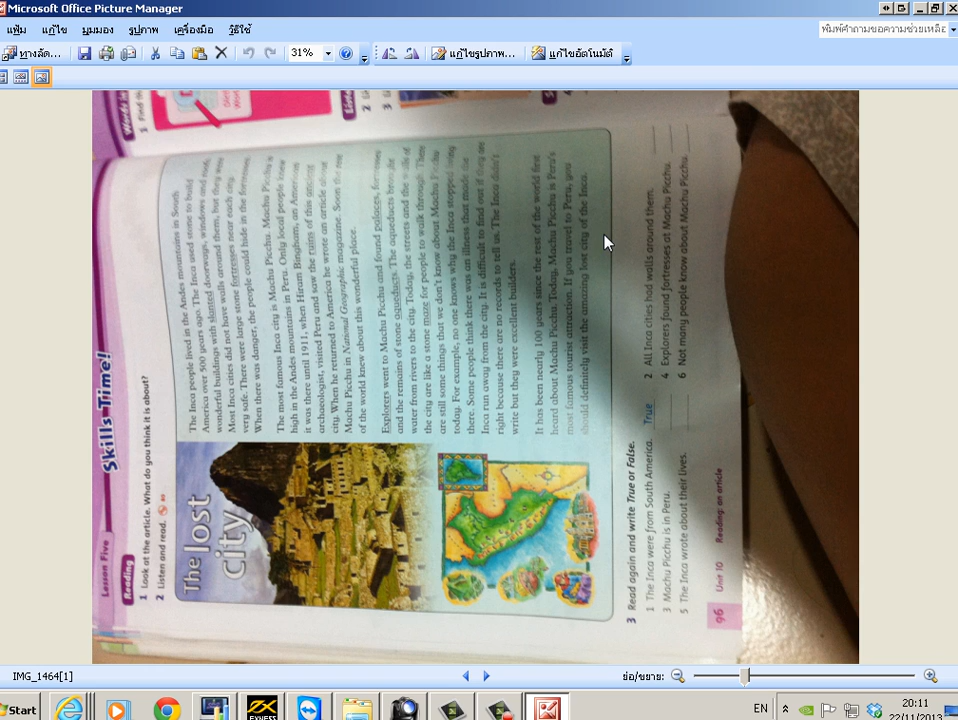 Microsoft Office Picture Manager
แฟ้ม แก้ไข มุมมอง รูปภาพ เครื่องมือ วิธีใช้
พิมพ์คำถามขอความช่วยเหลือ
ทางลัด...
31%
แก้ไขรูปภาพ...
แก้ไขอัตโนมัติ
Lesson Five
Skills Time!
Reading
1 Look at the article. What do you think it is about?
2 Listen and read.
The lost
city
The Inca people lived in the Andes mountains in South
America over 500 years ago. The Inca used stone to build
wonderful buildings with slanted doorways, windows and roofs.
Most Inca cities did not have walls around them, but they were
very safe. There were large stone fortresses near each city.
When there was danger, the people could hide in the fortresses.
The most famous Inca city is Machu Picchu. Machu Picchu is
high in the Andes mountains in Peru. Only local people knew
it was there until 1911, when Hiram Bingham, an American
archaeologist, visited Peru and saw the ruins of this amazing
city. When he returned to America he wrote an article about
Machu Picchu in National Geographic magazine. Soon the rest
of the world knew about this wonderful place.
Explorers went to Machu Picchu and found palaces, fortresses
and the remains of stone aqueducts. The aqueducts brought
water from rivers to the city. Today, the streets and the walls of
the city are like a stone maze for people to walk through. There
are still some things that we don't know about Machu Picchu
today. For example, no one knows why the Inca stopped living
there. Some people think there was an illness that made the
Inca run away from the city. It is difficult to find out if they are
right because there are no records to tell us. The Inca didn't
write but they were excellent builders.
It has been nearly 100 years since the rest of the world first
heard about Machu Picchu. Today, Machu Picchu is Peru's
most famous tourist attraction. If you travel to Peru, you
should definitely visit the amazing lost city of the Inca.
3 Read again and write True or False.
1 The Inca were from South America. True
2 All Inca cities had walls around them.
3 Machu Picchu is in Peru.
4 Explorers found fortresses at Machu Picchu.
5 The Inca wrote about their lives.
6 Not many people know about Machu Picchu.
96 Unit 10 Reading: an article
Words in
1 Find th
IMG_1464[1]
ย่อ/ขยาย:
Start
EXNESS
EN
20:11
22/11/2013